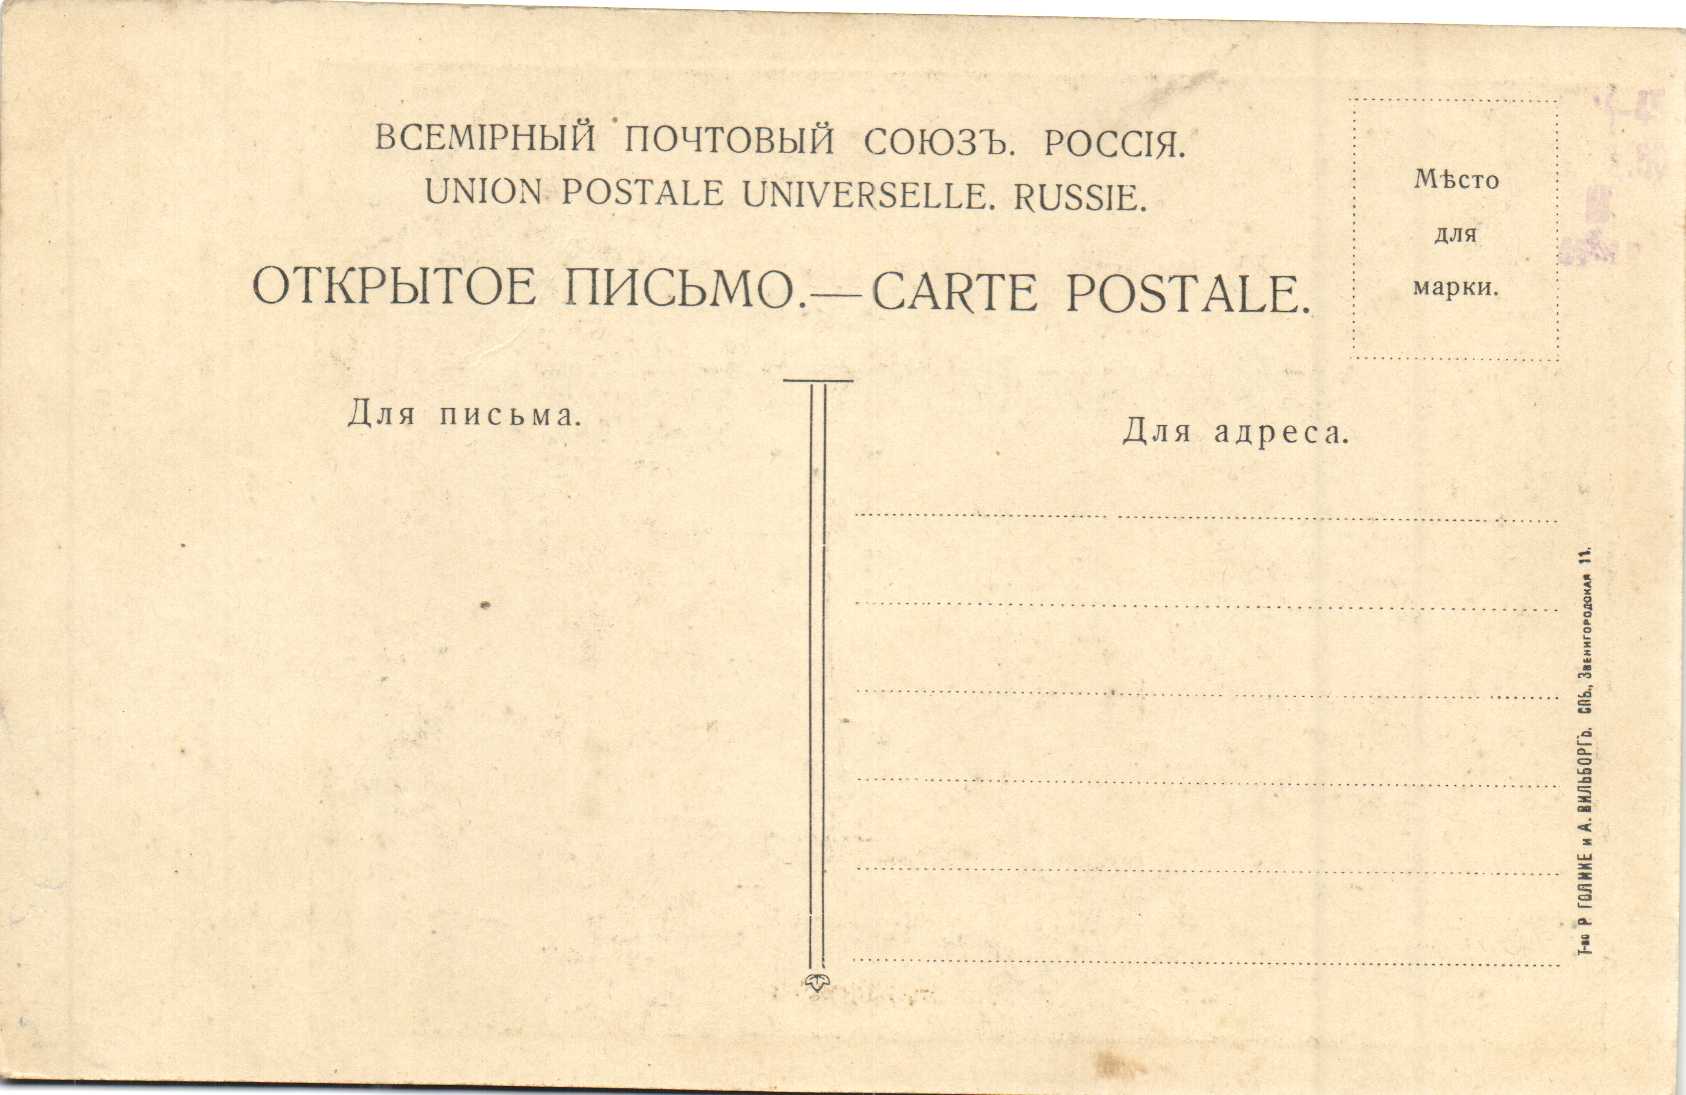 ВСЕМІРНЫЙ ПОЧТОВЫЙ СОЮЗЪ. РОССІЯ.
UNION POSTALE UNIVERSELLE. RUSSIE.
ОТКРЫТОЕ ПИСЬМО.—CARTE POSTALE.
Мѣсто
для
марки.
Для письма.
Для адреса.
Т-во Р ГОЛИКЕ и А. ВИЛЬБОРГЪ. СПБ., Звенигородская 11.